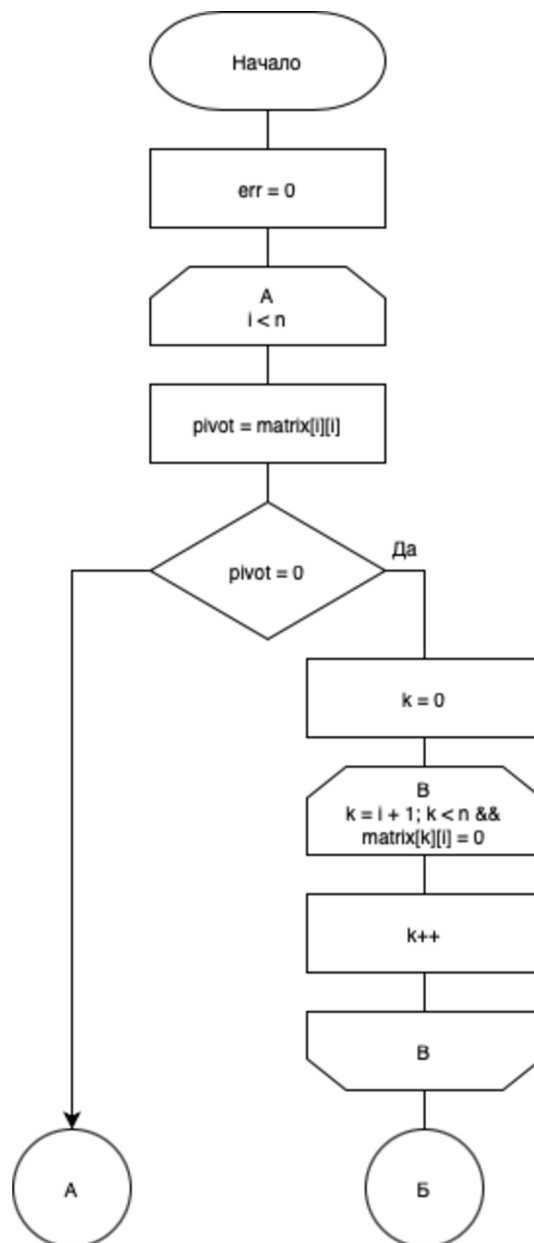 Начало
err = 0
A
i < n
pivot = matrix[i][i]
pivot = 0
Да
k = 0
B
k = i + 1; k < n &&
matrix[k][i] = 0
k++
B
А
Б